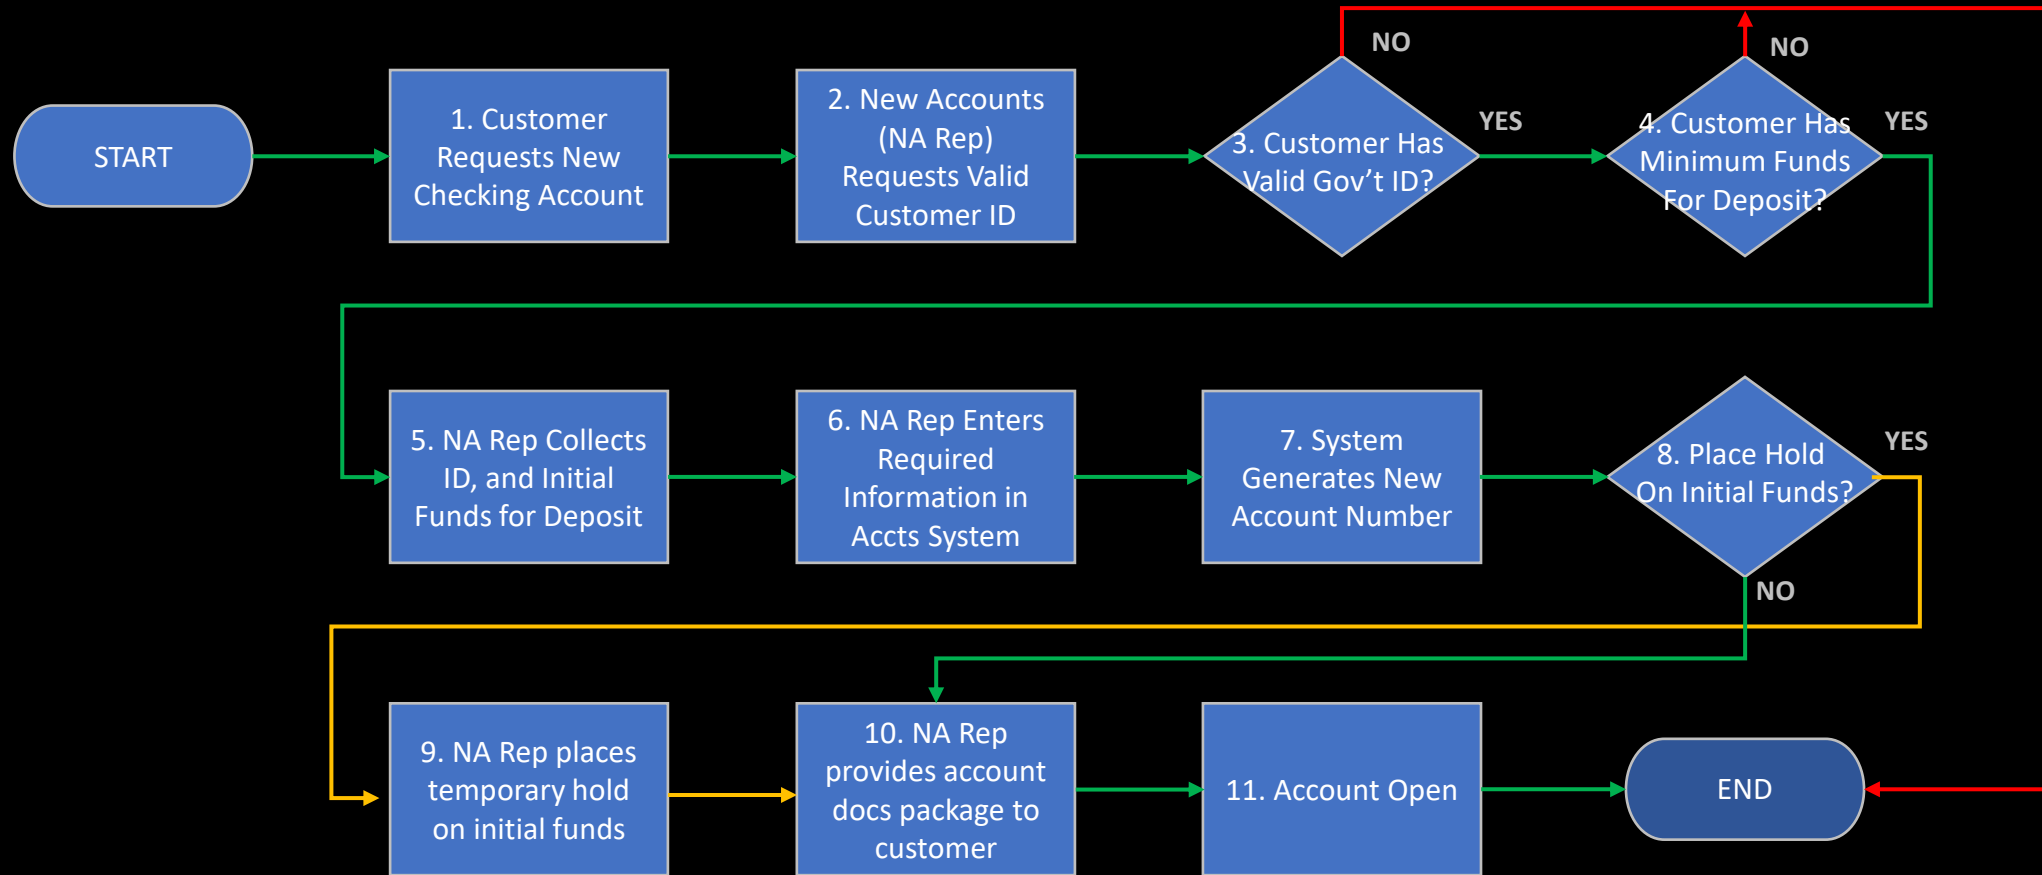 START
1. Customer
Requests New
Checking Account
2. New Accounts
(NA Rep)
Requests Valid
Customer ID
3. Customer Has
Valid Gov’t ID?
NO
YES
4. Customer Has
Minimum Funds
For Deposit?
NO
YES
5. NA Rep Collects
ID, and Initial
Funds for Deposit
6. NA Rep Enters
Required
Information in
Accts System
7. System
Generates New
Account Number
8. Place Hold
On Initial Funds?
YES
NO
9. NA Rep places
temporary hold
on initial funds
10. NA Rep
provides account
docs package to
customer
11. Account Open
END